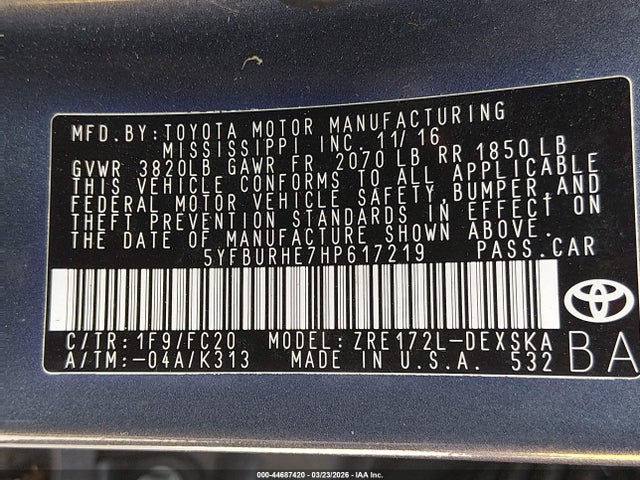 MFD. BY: TOYOTA MOTOR MANUFACTURING
MISSISSIPPI INC. 11/16
GVWR 3820LB GAWR FR 2070 LB RR 1850 LB
THIS VEHICLE CONFORMS TO ALL APPLICABLE
FEDERAL MOTOR VEHICLE SAFETY, BUMPER, AND
THEFT PREVENTION STANDARDS IN EFFECT ON
THE DATE OF MANUFACTURE SHOWN ABOVE.
5YFBURHE7HP617219 PASS.CAR
C/TR: 1F9/FC20 MODEL: ZRE172L-DEXSKA
A/TM: -04A/K313 MADE IN U.S.A. 532
BA
000-44687420 - 03/23/2026 - IAA Inc.